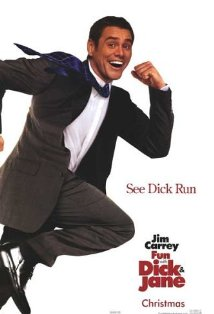 See Dick Run
Jim
Carrey
Fun
with
Dick &
Jane
Christmas